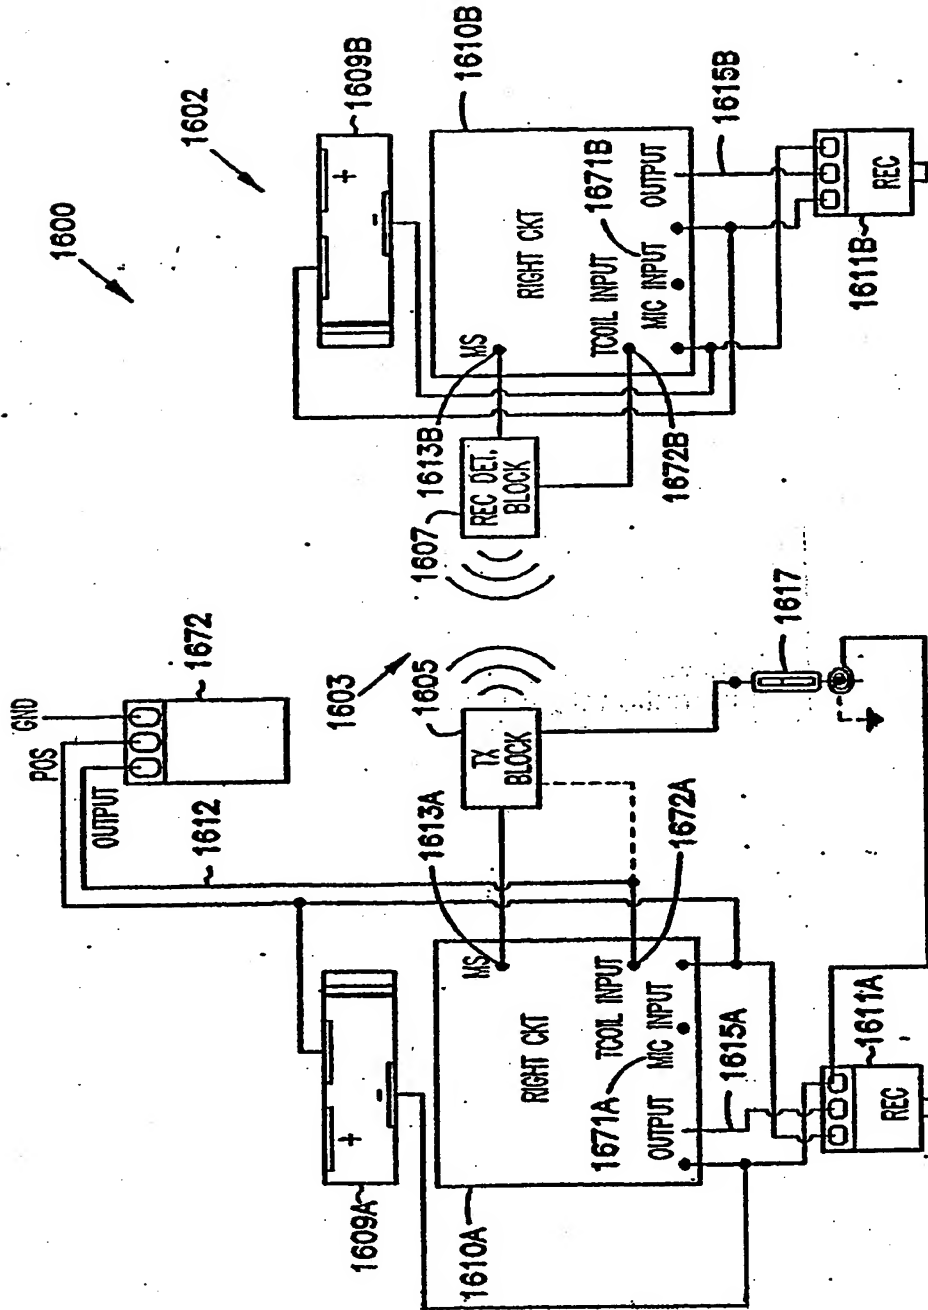 1600
1602
1609B
1610B
+
-
RIGHT CKT
MS
TCOIL INPUT
MIC INPUT
OUTPUT
1671B
1615B
REC
1611B
1613B
REC DET.
BLOCK
1607
1672B
1672
GND
POS
OUTPUT
1612
1603
1605
TX
BLOCK
1613A
1672A
1617
1609A
+
-
RIGHT CKT
MS
TCOIL INPUT
MIC INPUT
OUTPUT
1671A
1615A
1610A
REC
1611A